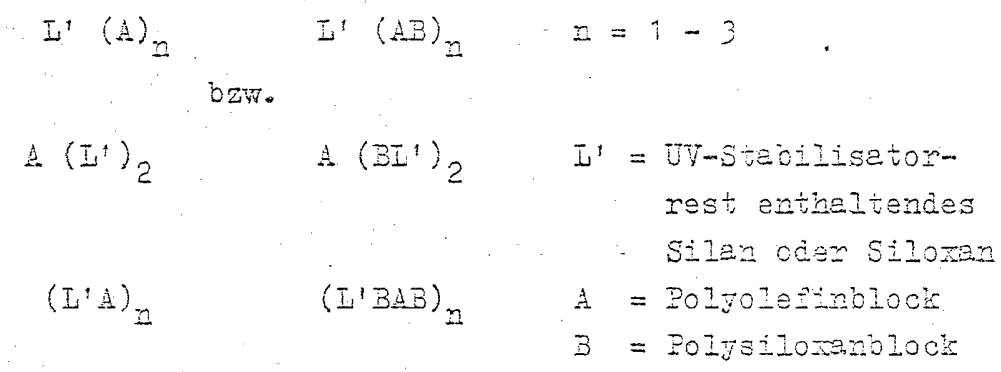 L' (A)n L' (AB)n n = 1 - 3
bzw.
A (L')2 A (BL')2 L' = UV-Stabilisator-
rest enthaltendes
Silan oder Siloxan
(L'A)n (L'BAB)n A = Polyolefinblock
B = Polysiloxanblock